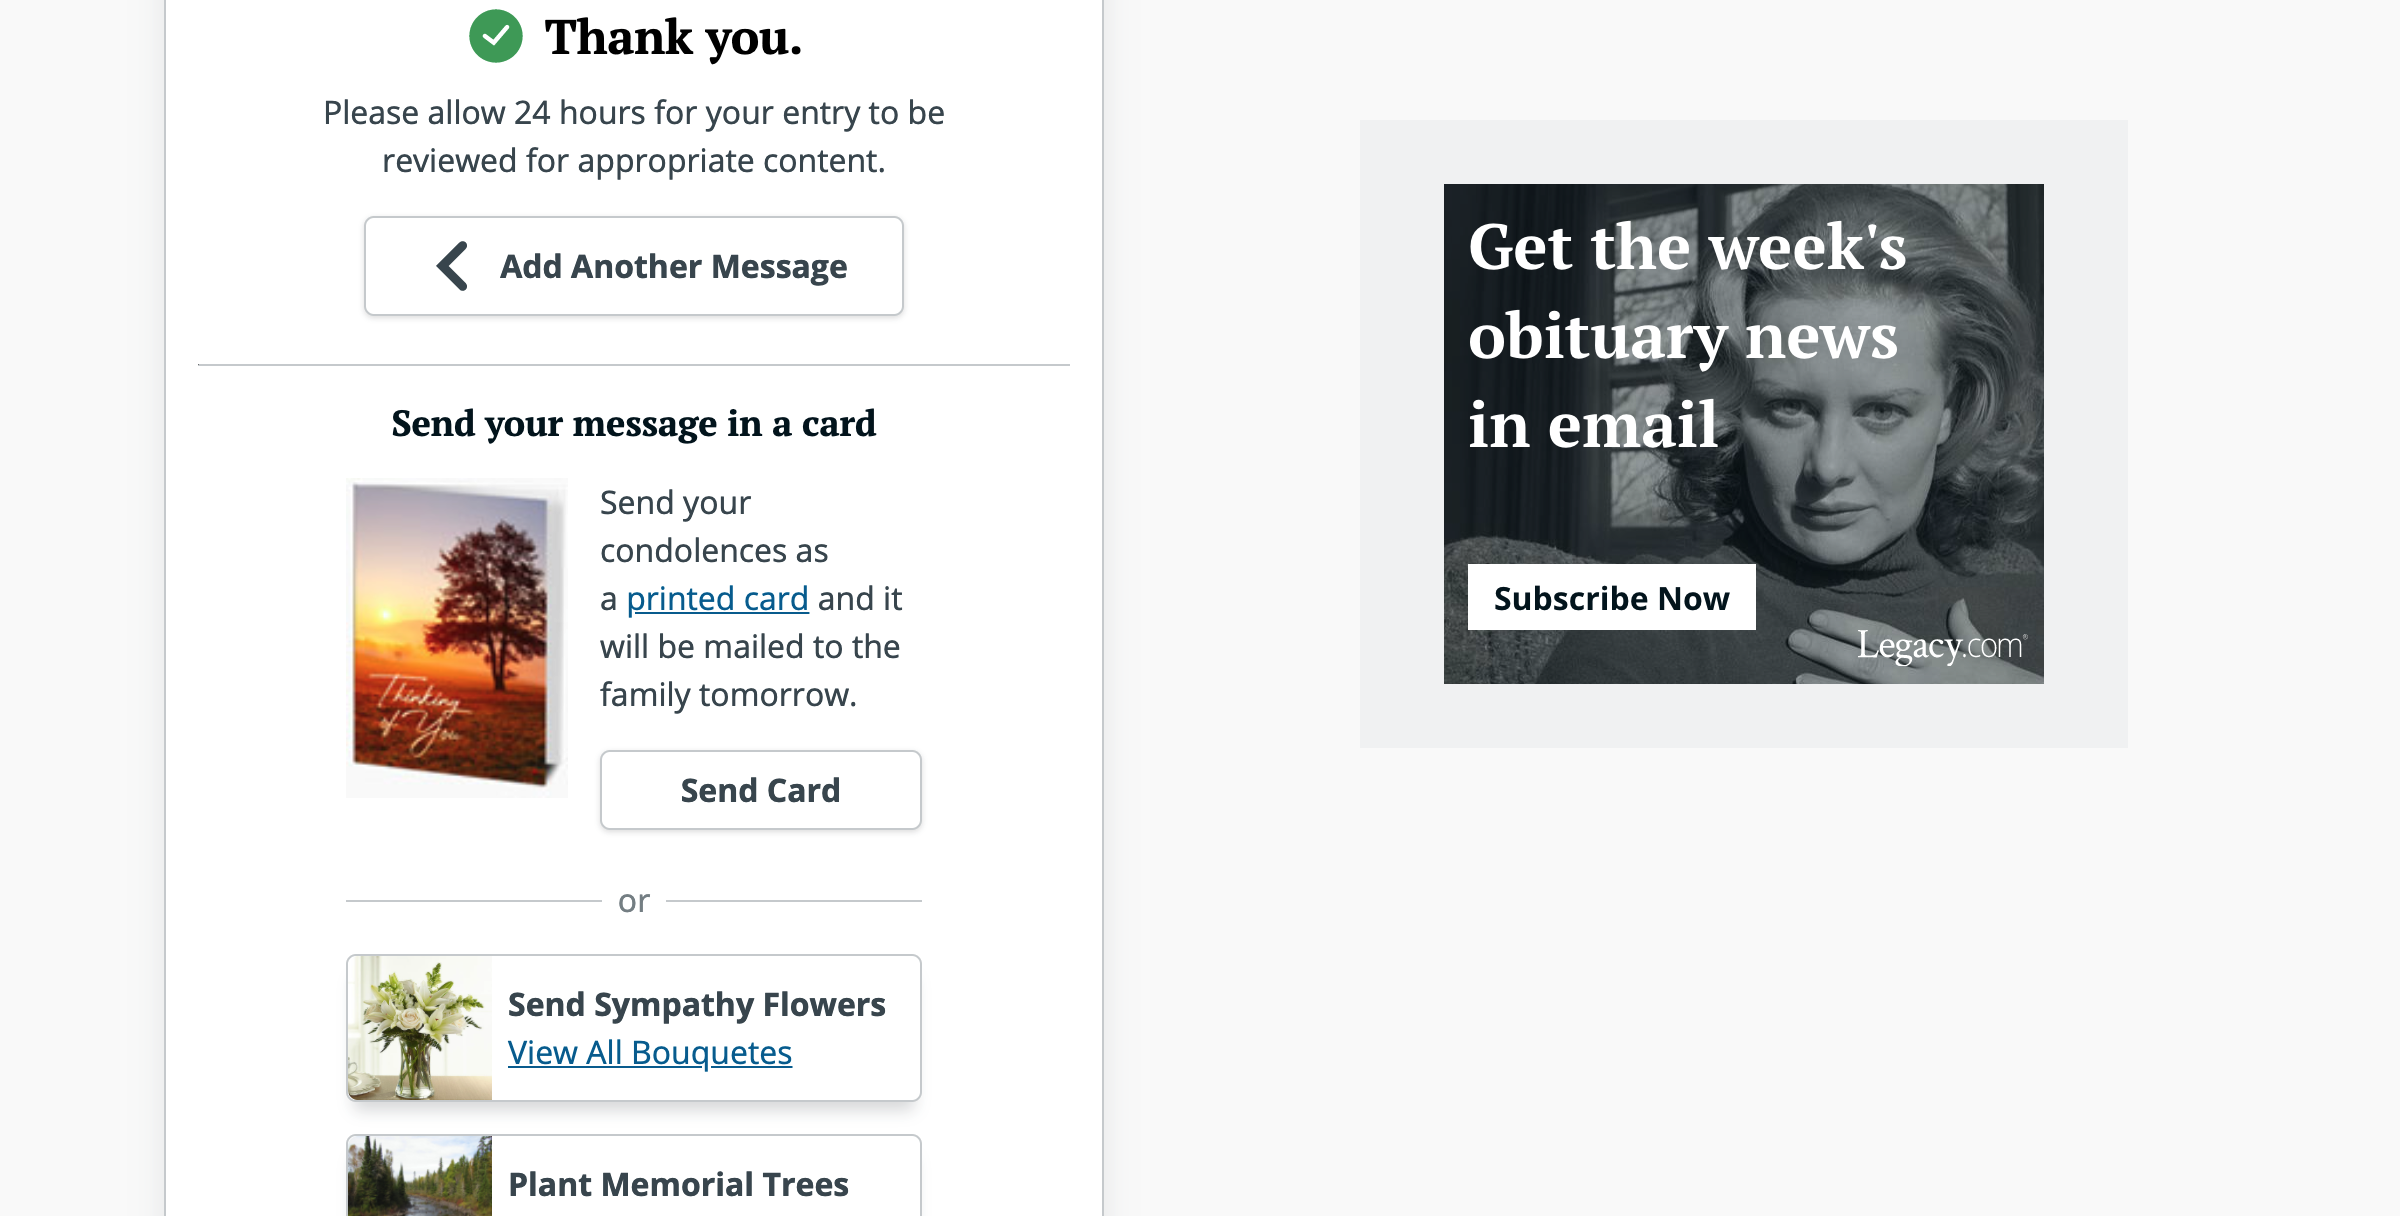 Thank you.
Please allow 24 hours for your entry to be
reviewed for appropriate content.
Add Another Message
Send your message in a card
Thinking
of You
Send your
condolences as
a printed card and it
will be mailed to the
family tomorrow.
Send Card
or
Send Sympathy Flowers
View All Bouquetes
Plant Memorial Trees
Get the week's
obituary news
in email
Subscribe Now
Legacy.com®